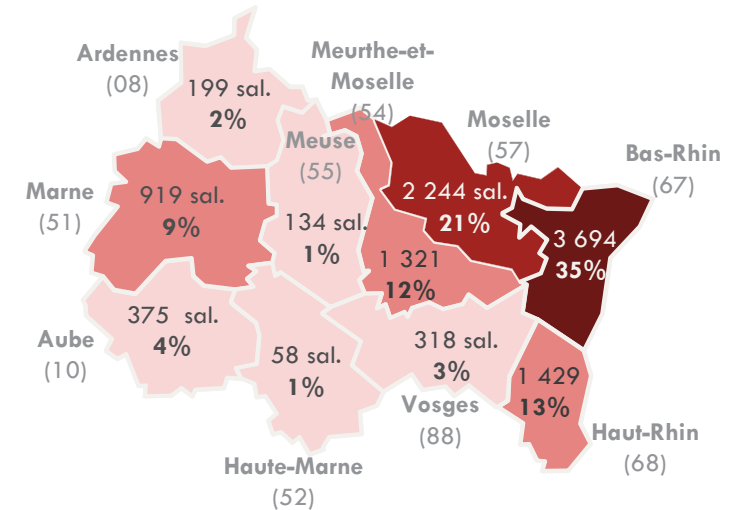 Ardennes
(08)
199 sal.
2%
Meurthe-et-
Moselle
(54)
Meuse
(55)
134 sal.
1%
Moselle
(57)
2 244 sal.
21%
Bas-Rhin
(67)
3 694
35%
Marne
(51)
919 sal.
9%
1 321
12%
Aube
(10)
375 sal.
4%
58 sal.
1%
Haute-Marne
(52)
318 sal.
3%
Vosges
(88)
1 429
13%
Haut-Rhin
(68)